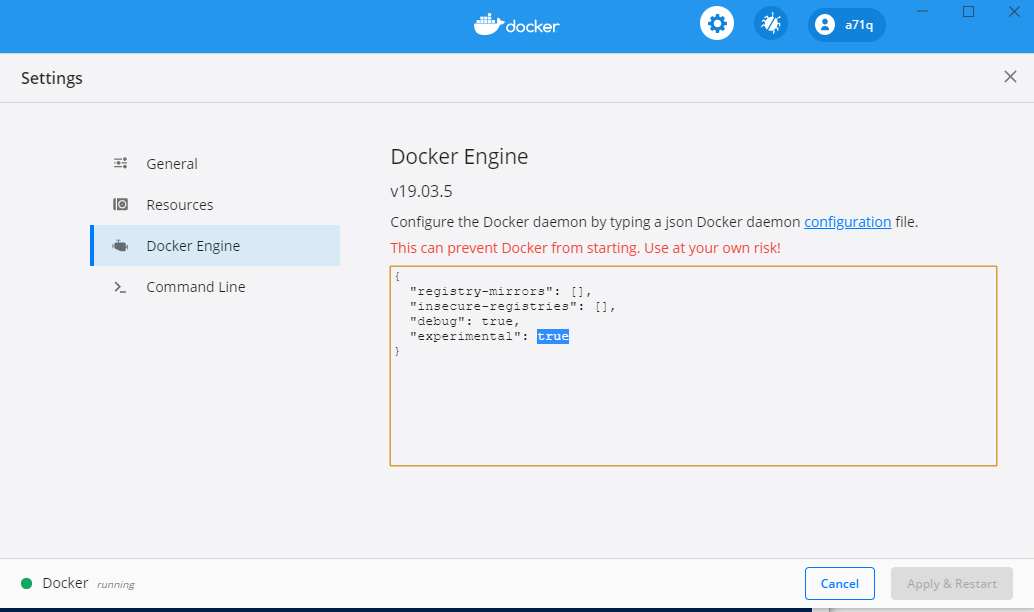 docker
a71q
Settings
General
Resources
Docker Engine
Command Line
Docker Engine
v19.03.5
Configure the Docker daemon by typing a json Docker daemon configuration file.
This can prevent Docker from starting. Use at your own risk!
{
"registry-mirrors": [],
"insecure-registries": [],
"debug": true,
"experimental": true
}
Docker running
Cancel
Apply & Restart